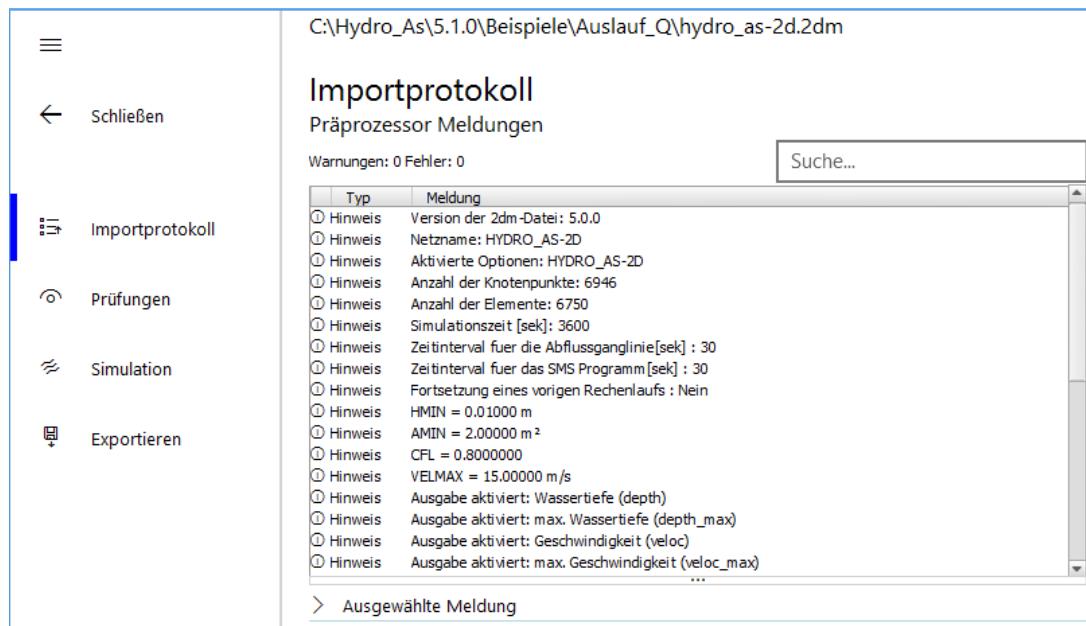 C:\Hydro_As\5.1.0\Beispiele\Auslauf_Q\hydro_as-2d.2dm
Schließen
Importprotokoll
Prüfungen
Simulation
Exportieren
Importprotokoll
Präprozessor Meldungen
Warnungen: 0 Fehler: 0
Suche...
Typ Meldung
Hinweis Version der 2dm-Datei: 5.0.0
Hinweis Netzname: HYDRO_AS-2D
Hinweis Aktivierte Optionen: HYDRO_AS-2D
Hinweis Anzahl der Knotenpunkte: 6946
Hinweis Anzahl der Elemente: 6750
Hinweis Simulationszeit [sek]: 3600
Hinweis Zeitinterval fuer die Abflussganglinie[sek] : 30
Hinweis Zeitinterval fuer das SMS Programm[sek] : 30
Hinweis Fortsetzung eines vorigen Rechenlaufs : Nein
Hinweis HMIN = 0.01000 m
Hinweis AMIN = 2.00000 m²
Hinweis CFL = 0.8000000
Hinweis VELMAX = 15.00000 m/s
Hinweis Ausgabe aktiviert: Wassertiefe (depth)
Hinweis Ausgabe aktiviert: max. Wassertiefe (depth_max)
Hinweis Ausgabe aktiviert: Geschwindigkeit (veloc)
Hinweis Ausgabe aktiviert: max. Geschwindigkeit (veloc_max)
Ausgewählte Meldung